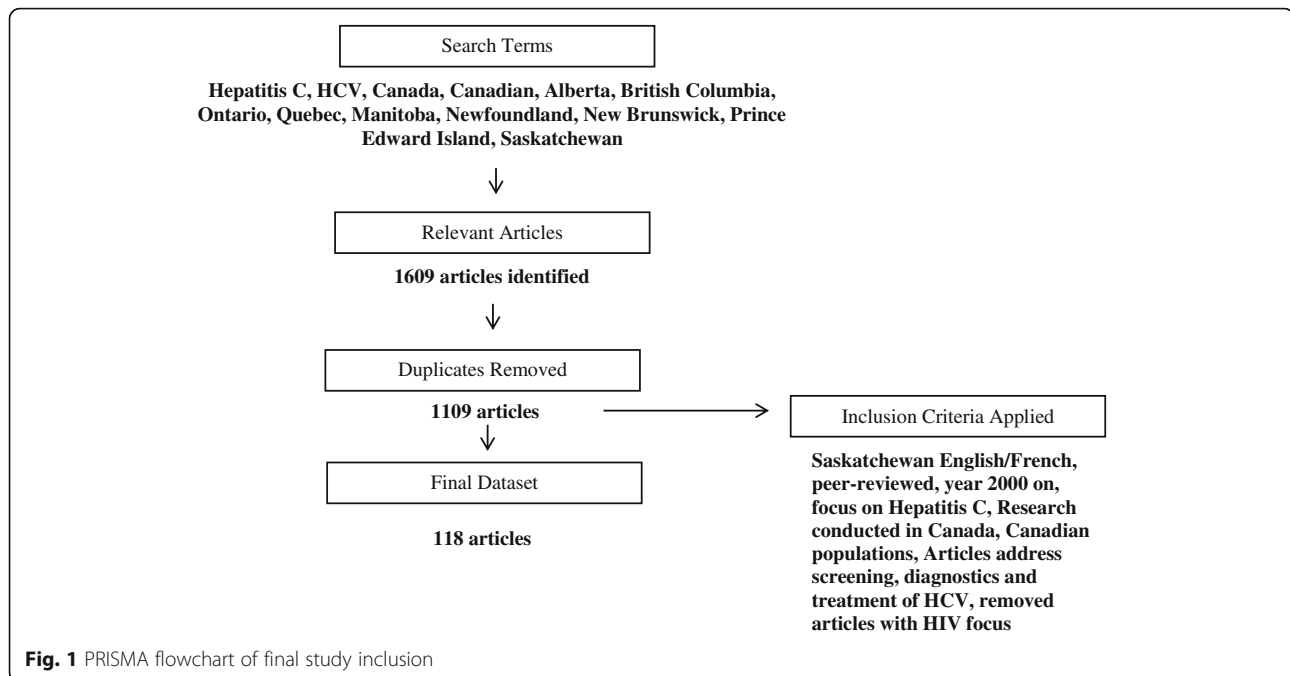 Search Terms
Hepatitis C, HCV, Canada, Canadian, Alberta, British Columbia,
Ontario, Quebec, Manitoba, Newfoundland, New Brunswick, Prince
Edward Island, Saskatchewan
Relevant Articles
1609 articles identified
Duplicates Removed
1109 articles
Inclusion Criteria Applied
Saskatchewan English/French,
peer-reviewed, year 2000 on,
focus on Hepatitis C, Research
conducted in Canada, Canadian
populations, Articles address
screening, diagnostics and
treatment of HCV, removed
articles with HIV focus
Final Dataset
118 articles
Fig. 1 PRISMA flowchart of final study inclusion